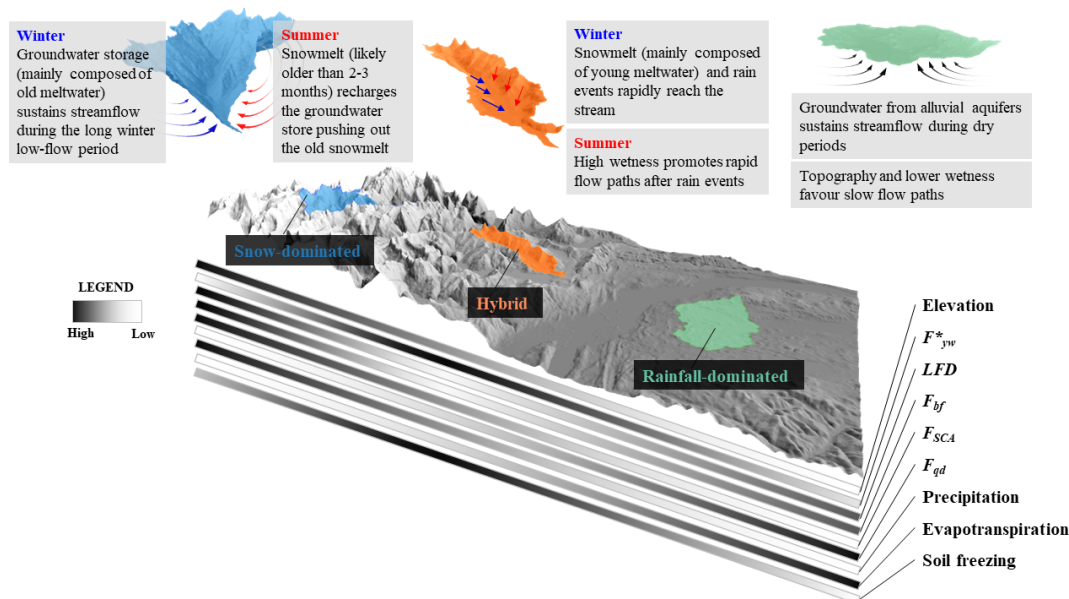 Winter
Groundwater storage
(mainly composed of
old meltwater)
sustains streamflow
during the long winter
low-flow period
Summer
Snowmelt (likely
older than 2-3
months) recharges
the groundwater
store pushing out
the old snowmelt
Winter
Snowmelt (mainly composed
of young meltwater) and rain
events rapidly reach the
stream
Summer
High wetness promotes rapid
flow paths after rain events
Groundwater from alluvial aquifers
sustains streamflow during dry
periods
Topography and lower wetness
favour slow flow paths
Snow-dominated
Hybrid
Rainfall-dominated
LEGEND
High Low
Elevation
F*yw
LFD
Fbf
FSCA
Fqd
Precipitation
Evapotranspiration
Soil freezing